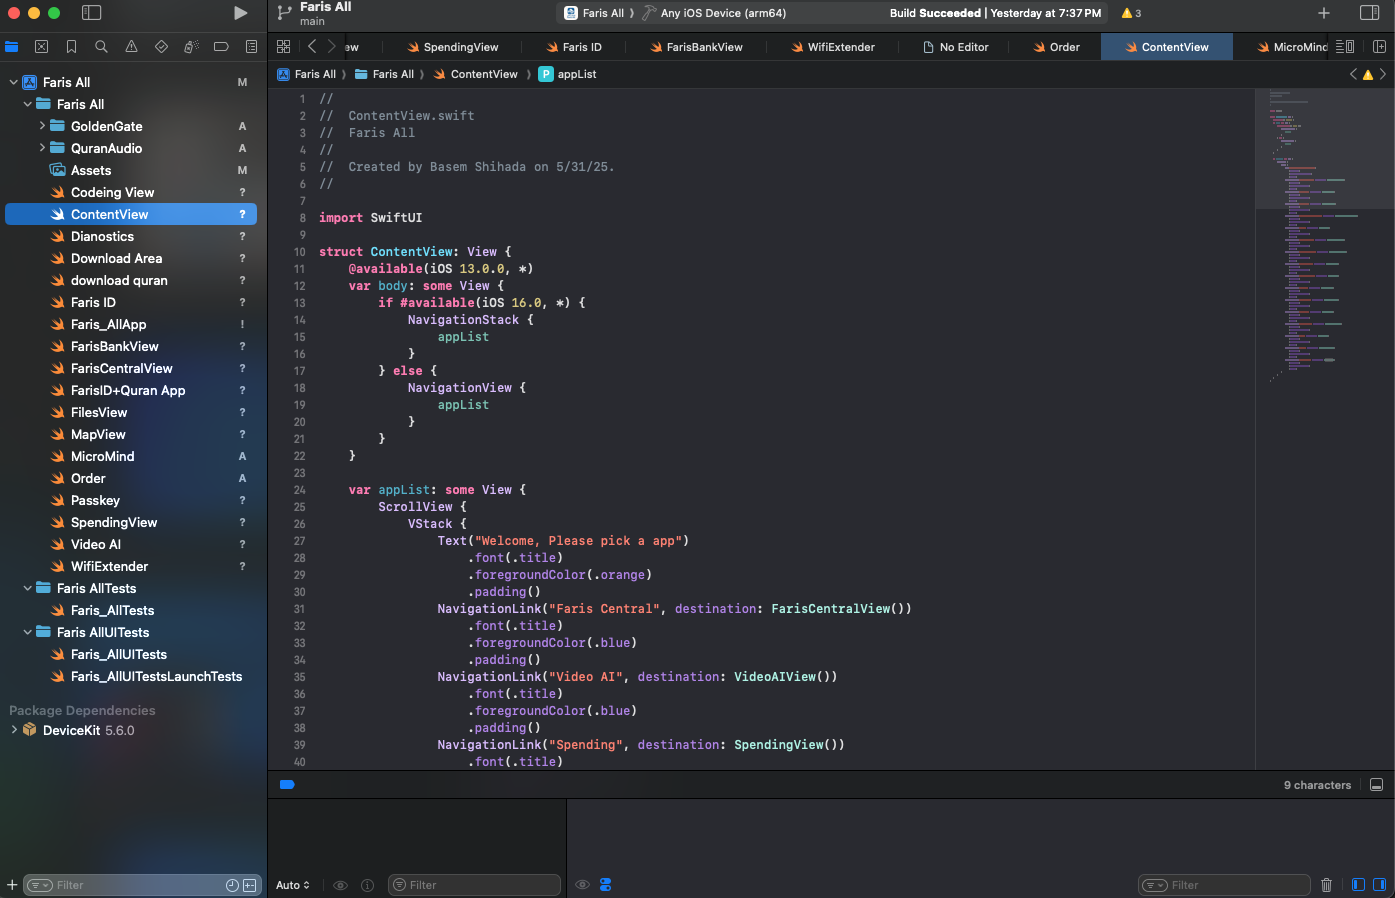 Faris All
main
Faris All
Any iOS Device (arm64)
Build Succeeded | Yesterday at 7:37 PM
3
ew
SpendingView
Faris ID
FarisBankView
WifiExtender
No Editor
Order
ContentView
MicroMind
Faris All
Faris All
ContentView
P appList
Faris All M
Faris All
GoldenGate A
QuranAudio A
Assets M
Codeing View ?
ContentView ?
Dianostics ?
Download Area ?
download quran ?
Faris ID ?
Faris_AllApp !
FarisBankView ?
FarisCentralView ?
FarisID+Quran App ?
FilesView ?
MapView ?
MicroMind A
Order A
Passkey ?
SpendingView ?
Video AI ?
WifiExtender ?
Faris AllTests
Faris_AllTests
Faris AllUITests
Faris_AllUITests
Faris_AllUITestsLaunchTests
Package Dependencies
DeviceKit 5.6.0
Filter
1 //
2 //  ContentView.swift
3 //  Faris All
4 //
5 //  Created by Basem Shihada on 5/31/25.
6 //
7
8 import SwiftUI
9
10 struct ContentView: View {
11     @available(iOS 13.0.0, *)
12     var body: some View {
13         if #available(iOS 16.0, *) {
14             NavigationStack {
15                 appList
16             }
17         } else {
18             NavigationView {
19                 appList
20             }
21         }
22     }
23
24     var appList: some View {
25         ScrollView {
26             VStack {
27                 Text("Welcome, Please pick a app")
28                     .font(.title)
29                     .foregroundColor(.orange)
30                     .padding()
31                 NavigationLink("Faris Central", destination: FarisCentralView())
32                     .font(.title)
33                     .foregroundColor(.blue)
34                     .padding()
35                 NavigationLink("Video AI", destination: VideoAIView())
36                     .font(.title)
37                     .foregroundColor(.blue)
38                     .padding()
39                 NavigationLink("Spending", destination: SpendingView())
40                     .font(.title)
9 characters
Auto
Filter
Filter